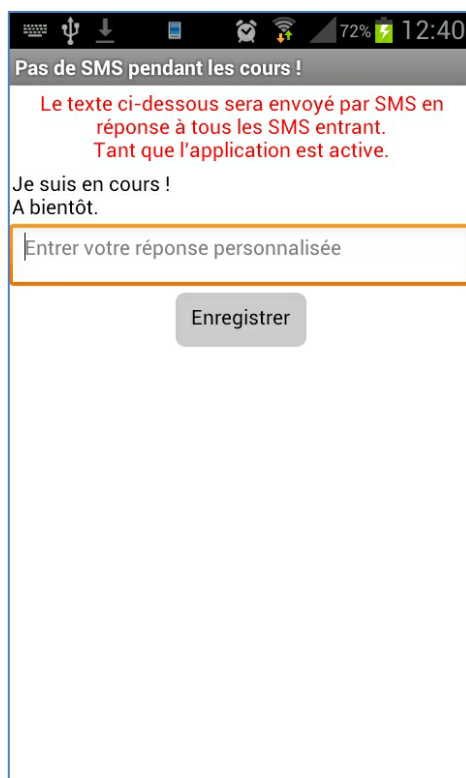 72% 12:40
Pas de SMS pendant les cours !
Le texte ci-dessous sera envoyé par SMS en
réponse à tous les SMS entrant.
Tant que l'application est active.
Je suis en cours !
A bientôt.
Entrer votre réponse personnalisée
Enregistrer